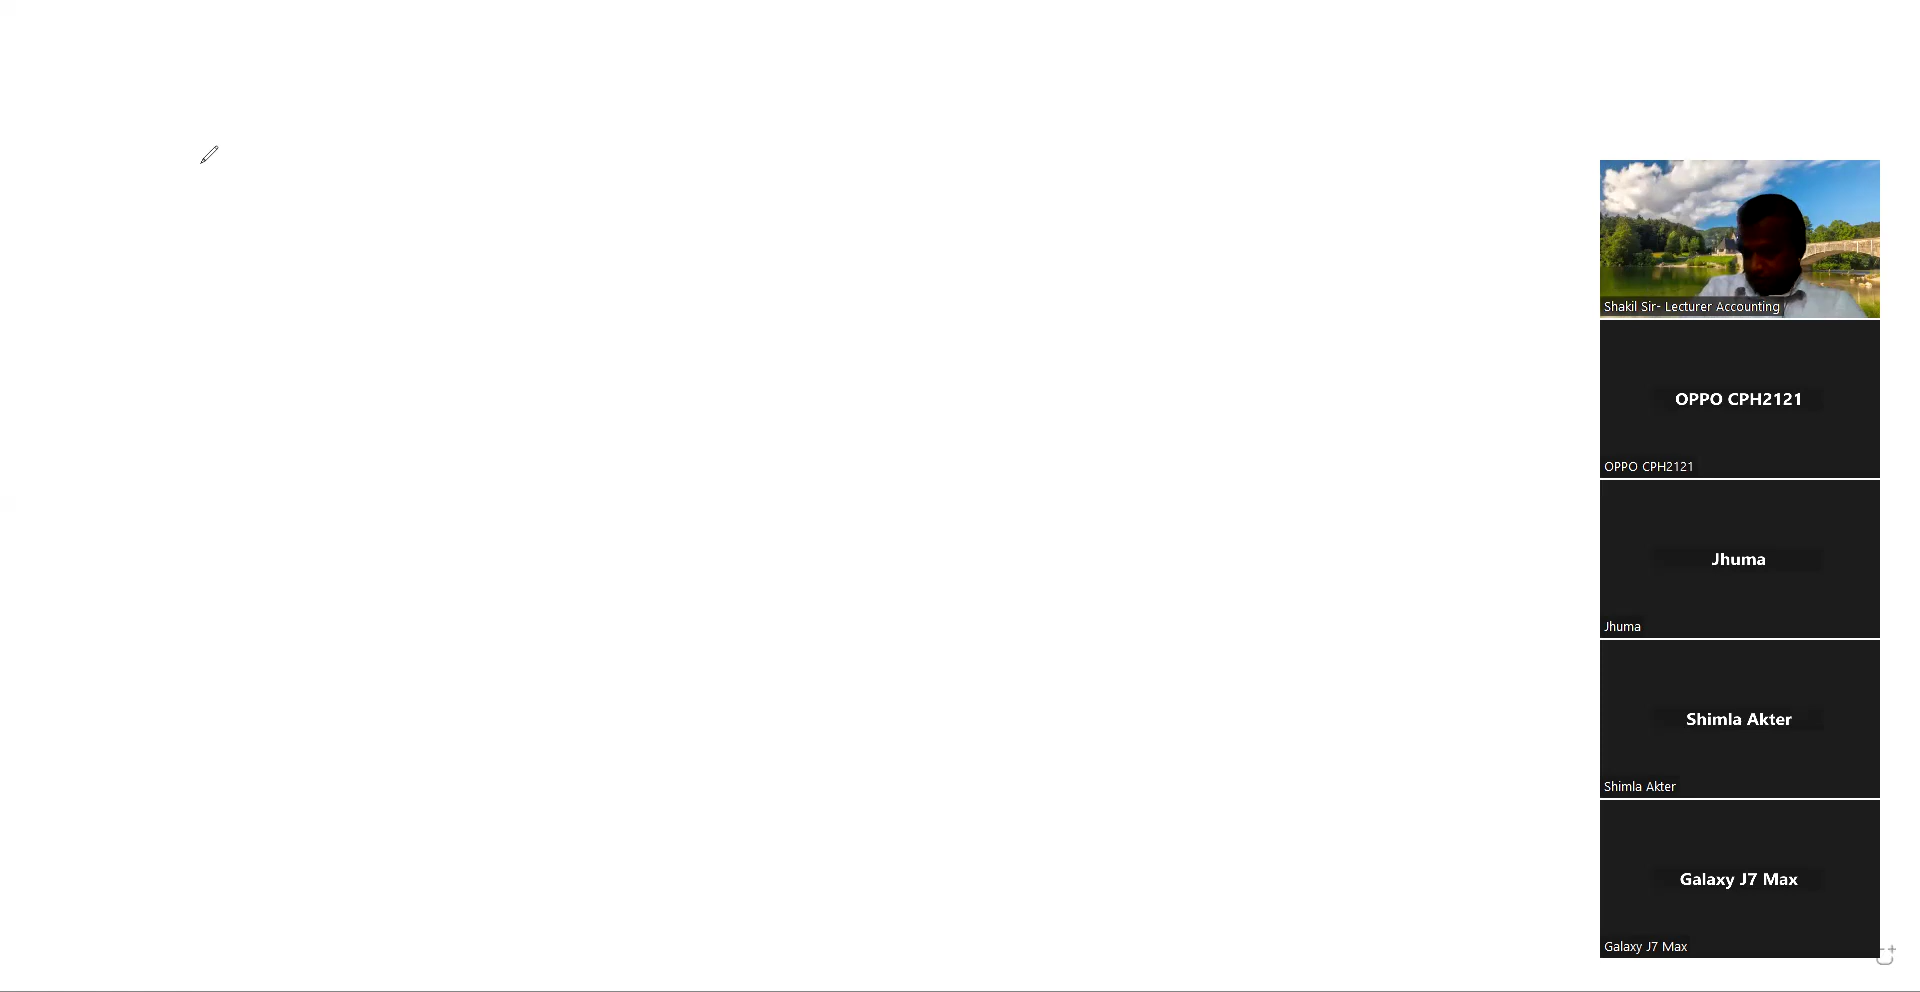 Shakil Sir- Lecturer Accounting
OPPO CPH2121
OPPO CPH2121
Jhuma
Jhuma
Shimla Akter
Shimla Akter
Galaxy J7 Max
Galaxy J7 Max